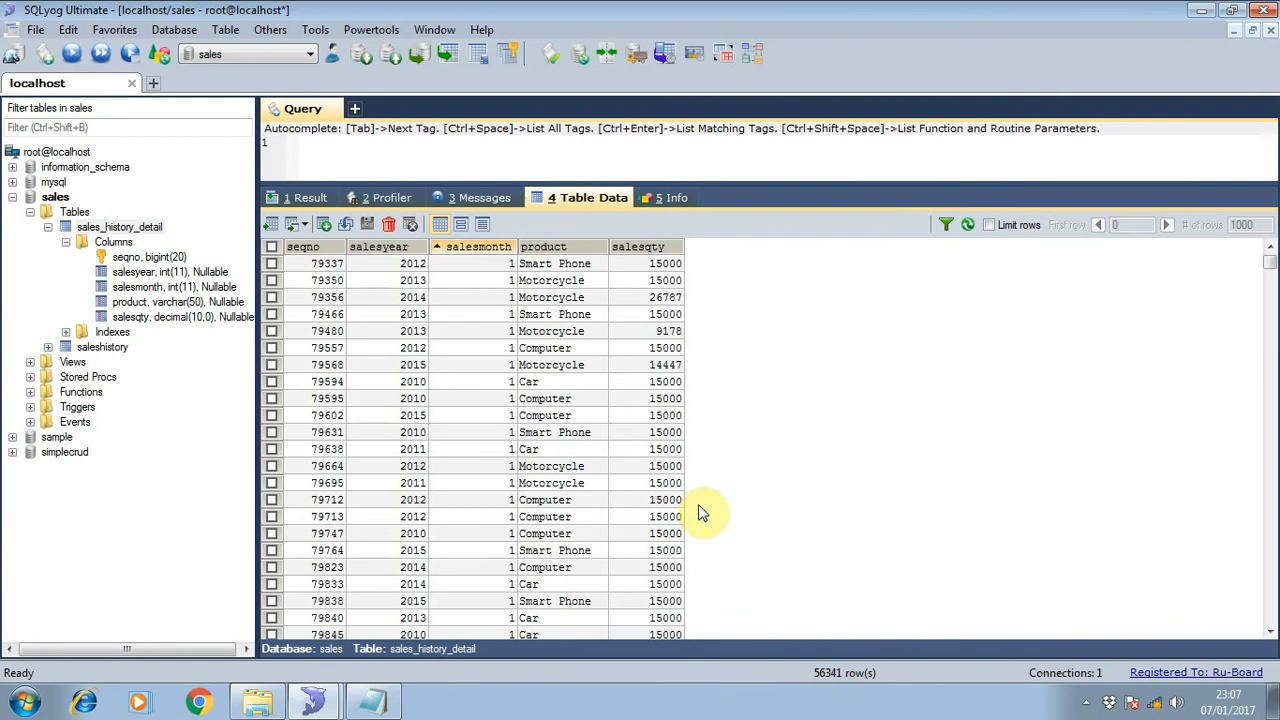 SQLyog Ultimate - [localhost/sales - root@localhost*]
File Edit Favorites Database Table Others Tools Powertools Window Help
sales
localhost
Filter tables in sales
Filter (Ctrl+Shift+B)
root@localhost
information_schema
mysql
sales
Tables
sales_history_detail
Columns
seqno, bigint(20)
salesyear, int(11), Nullable
salesmonth, int(11), Nullable
product, varchar(50), Nullable
salesqty, decimal(10,0), Nullable
Indexes
saleshistory
Views
Stored Procs
Functions
Triggers
Events
sample
simplecrud
Query
Autocomplete: [Tab]->Next Tag. [Ctrl+Space]->List All Tags. [Ctrl+Enter]->List Matching Tags. [Ctrl+Shift+Space]->List Function and Routine Parameters.
1
1 Result 2 Profiler 3 Messages 4 Table Data 5 Info
Limit rows First row 0 # of rows 1000
seqno salesyear salesmonth product salesqty
79337 2012 1 Smart Phone 15000
79350 2013 1 Motorcycle 15000
79356 2014 1 Motorcycle 26787
79466 2013 1 Smart Phone 15000
79480 2013 1 Motorcycle 9178
79557 2012 1 Computer 15000
79568 2015 1 Motorcycle 14447
79594 2010 1 Car 15000
79595 2010 1 Computer 15000
79602 2015 1 Computer 15000
79631 2010 1 Smart Phone 15000
79638 2011 1 Car 15000
79664 2012 1 Motorcycle 15000
79695 2011 1 Motorcycle 15000
79712 2012 1 Computer 15000
79713 2012 1 Computer 15000
79747 2010 1 Computer 15000
79764 2015 1 Smart Phone 15000
79823 2014 1 Computer 15000
79833 2014 1 Car 15000
79838 2015 1 Smart Phone 15000
79840 2013 1 Car 15000
79845 2010 1 Car 15000
Database: sales Table: sales_history_detail
Ready 56341 row(s) Connections: 1 Registered To: Ru-Board
23:07
07/01/2017